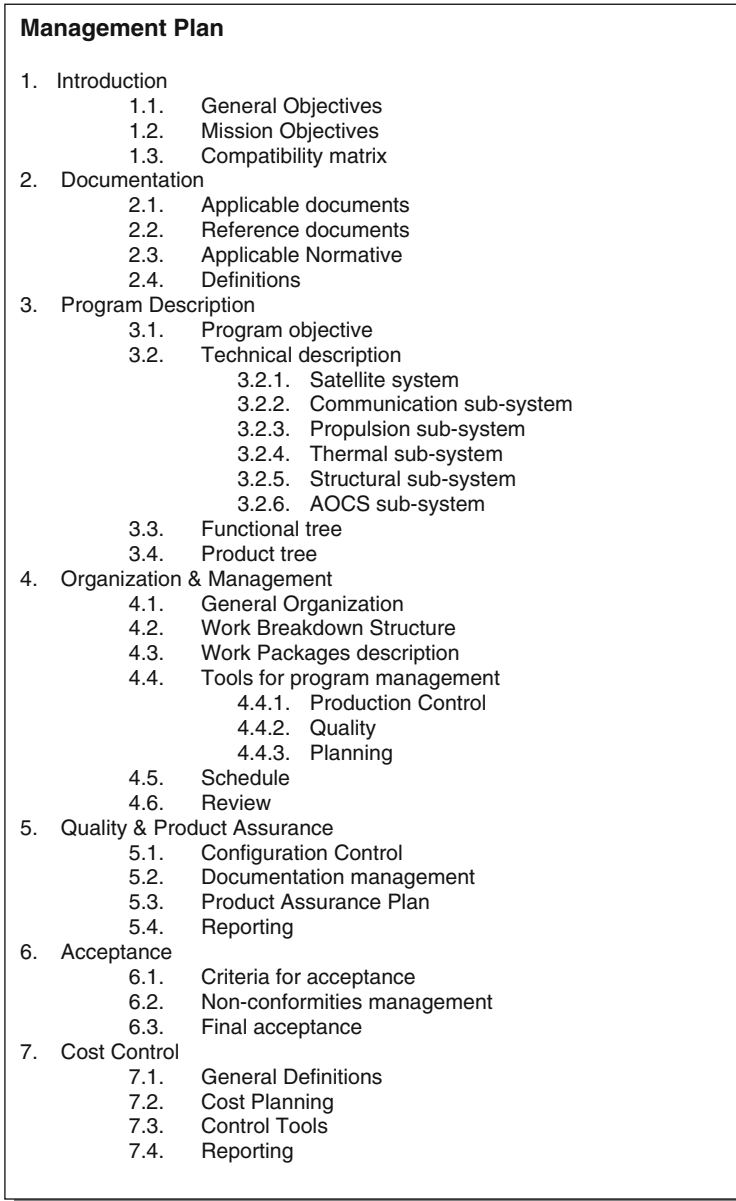 Management Plan
1. Introduction
1.1. General Objectives
1.2. Mission Objectives
1.3. Compatibility matrix
2. Documentation
2.1. Applicable documents
2.2. Reference documents
2.3. Applicable Normative
2.4. Definitions
3. Program Description
3.1. Program objective
3.2. Technical description
3.2.1. Satellite system
3.2.2. Communication sub-system
3.2.3. Propulsion sub-system
3.2.4. Thermal sub-system
3.2.5. Structural sub-system
3.2.6. AOCS sub-system
3.3. Functional tree
3.4. Product tree
4. Organization & Management
4.1. General Organization
4.2. Work Breakdown Structure
4.3. Work Packages description
4.4. Tools for program management
4.4.1. Production Control
4.4.2. Quality
4.4.3. Planning
4.5. Schedule
4.6. Review
5. Quality & Product Assurance
5.1. Configuration Control
5.2. Documentation management
5.3. Product Assurance Plan
5.4. Reporting
6. Acceptance
6.1. Criteria for acceptance
6.2. Non-conformities management
6.3. Final acceptance
7. Cost Control
7.1. General Definitions
7.2. Cost Planning
7.3. Control Tools
7.4. Reporting